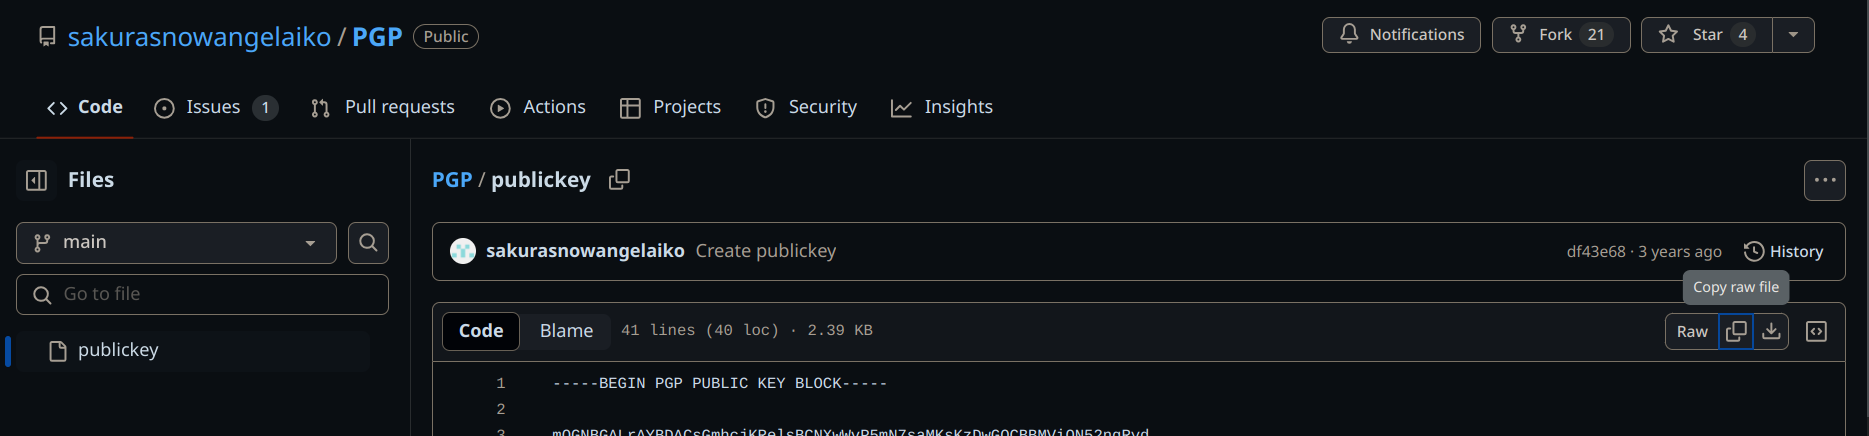 sakurasnowangelaiko / PGP Public
Notifications Fork 21 Star 4
Code Issues 1 Pull requests Actions Projects Security Insights
Files
PGP / publickey
main
sakurasnowangelaiko Create publickey df43e68 · 3 years ago History
Go to file
Copy raw file
Code Blame 41 lines (40 loc) · 2.39 KB Raw
publickey
1 -----BEGIN PGP PUBLIC KEY BLOCK-----
2
3